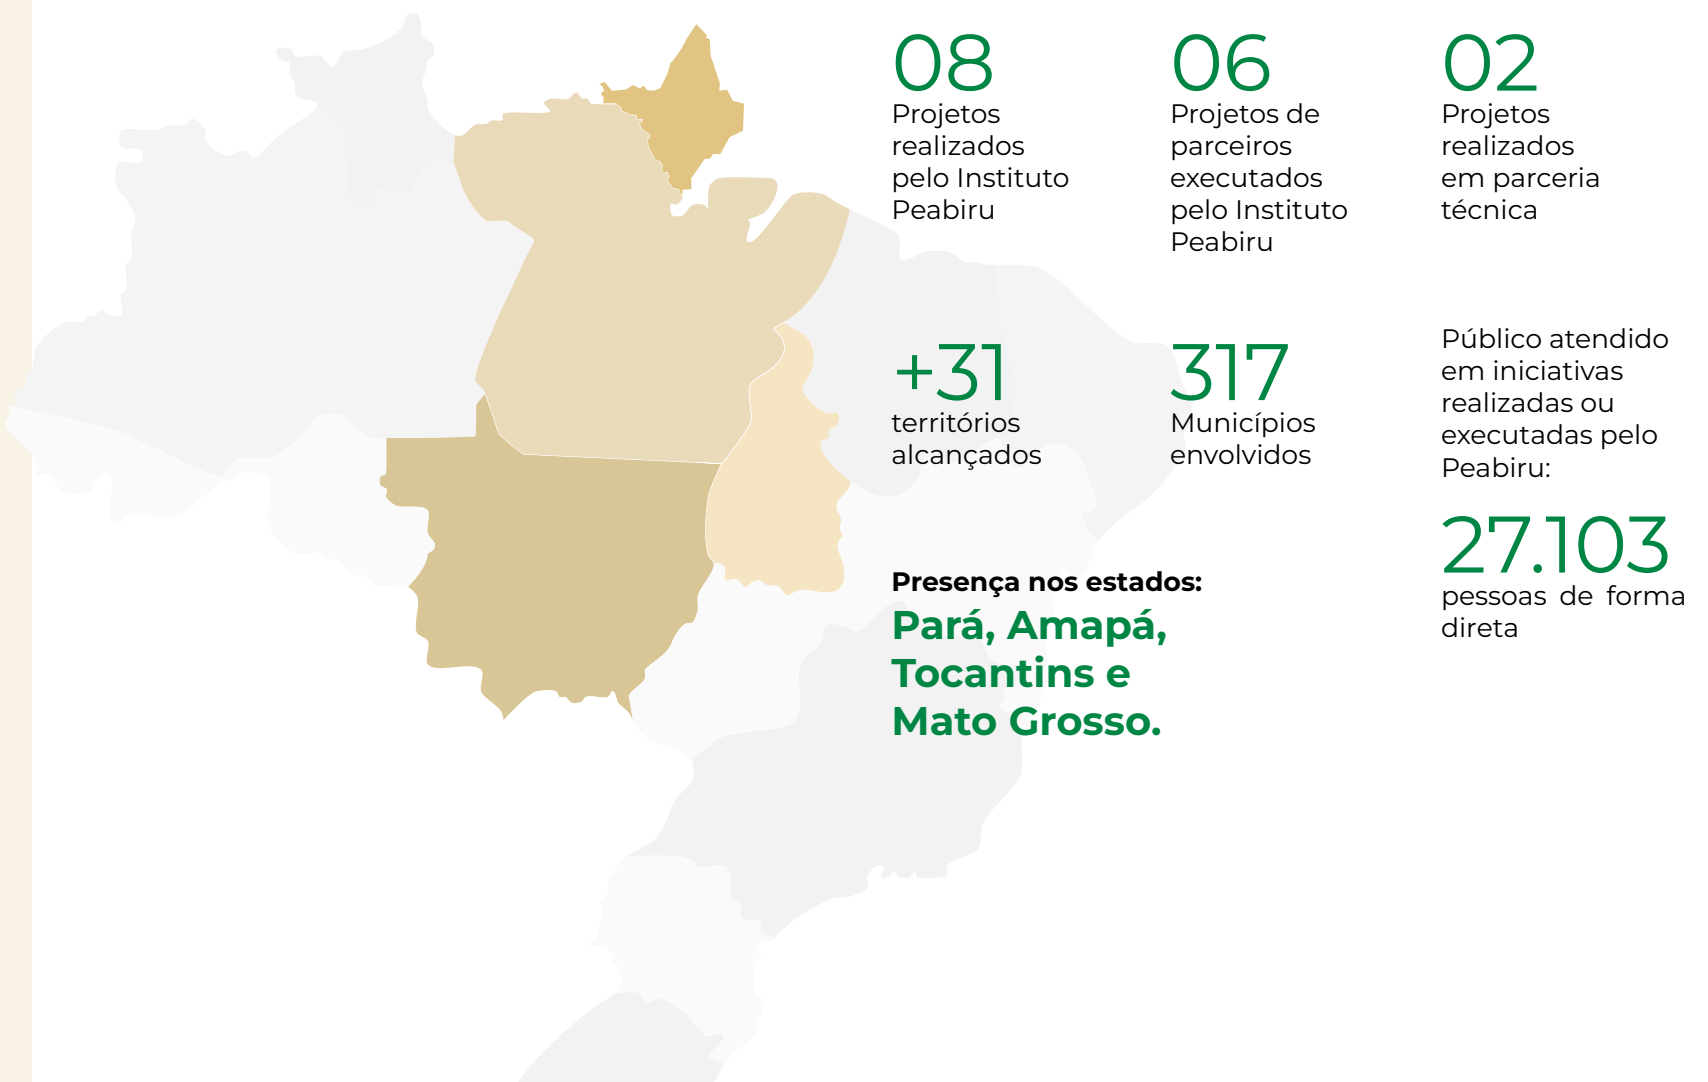 08
Projetos
realizados
pelo Instituto
Peabiru
06
Projetos de
parceiros
executados
pelo Instituto
Peabiru
02
Projetos
realizados
em parceria
técnica
+31
territórios
alcançados
317
Municípios
envolvidos
Público atendido
em iniciativas
realizadas ou
executadas pelo
Peabiru:
27.103
pessoas de forma
direta
Presença nos estados:
Pará, Amapá,
Tocantins e
Mato Grosso.